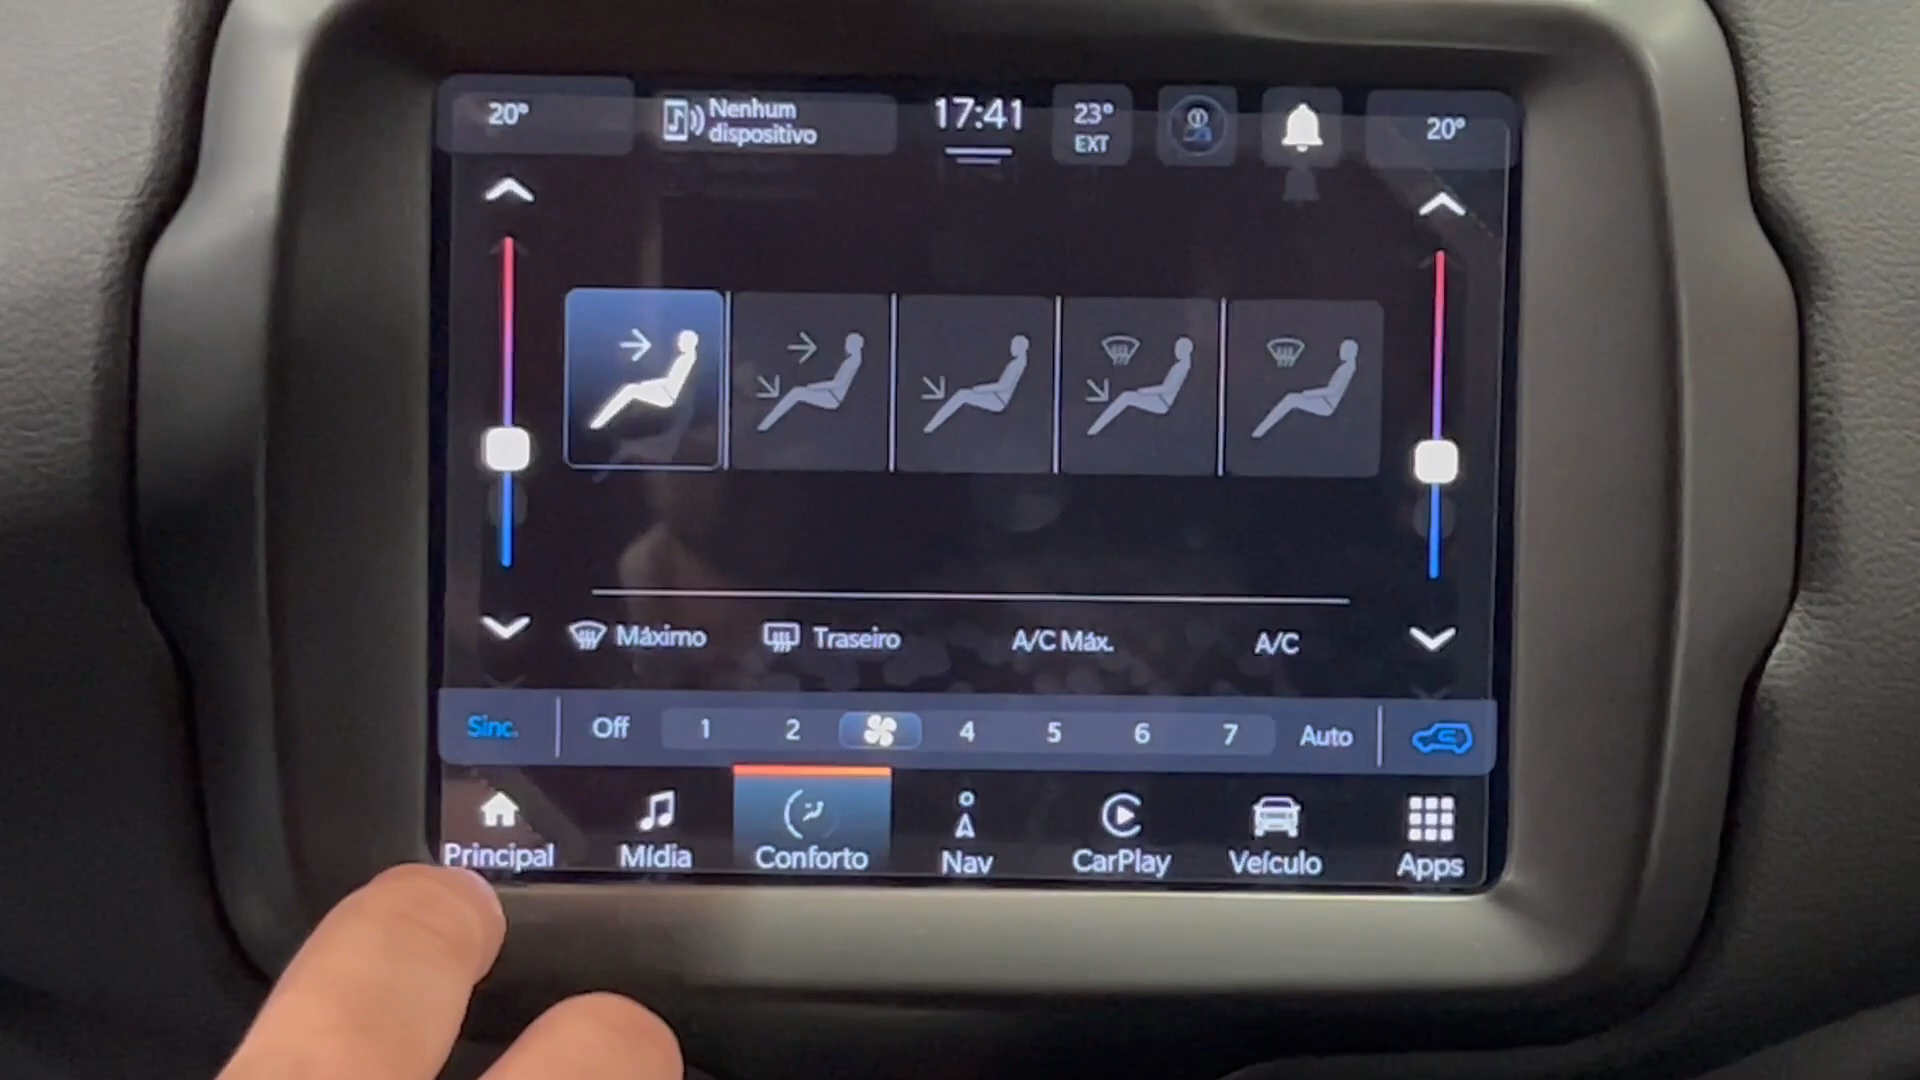 20°
Nenhum
dispositivo
17:41
23°
EXT
20°
Máximo
Traseiro
A/C Máx.
A/C
Sinc.
Off
1
2
4
5
6
7
Auto
Principal
Mídia
Conforto
Nav
CarPlay
Veículo
Apps